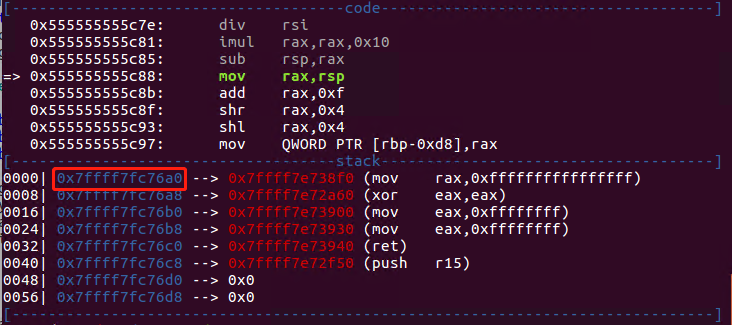 [-------------------------------------code-------------------------------------]
   0x555555555c7e:	div    rsi
   0x555555555c81:	imul   rax,rax,0x10
   0x555555555c85:	sub    rsp,rax
=> 0x555555555c88:	mov    rax,rsp
   0x555555555c8b:	add    rax,0xf
   0x555555555c8f:	shr    rax,0x4
   0x555555555c93:	shl    rax,0x4
   0x555555555c97:	mov    QWORD PTR [rbp-0xd8],rax
[------------------------------------stack-------------------------------------]
0000| 0x7ffff7fc76a0 --> 0x7ffff7e738f0 (mov    rax,0xffffffffffffffff)
0008| 0x7ffff7fc76a8 --> 0x7ffff7e72a60 (xor    eax,eax)
0016| 0x7ffff7fc76b0 --> 0x7ffff7e73900 (mov    eax,0xffffffff)
0024| 0x7ffff7fc76b8 --> 0x7ffff7e73930 (mov    eax,0xffffffff)
0032| 0x7ffff7fc76c0 --> 0x7ffff7e73940 (ret)
0040| 0x7ffff7fc76c8 --> 0x7ffff7e72f50 (push   r15)
0048| 0x7ffff7fc76d0 --> 0x0
0056| 0x7ffff7fc76d8 --> 0x0
[------------------------------------------------------------------------------]